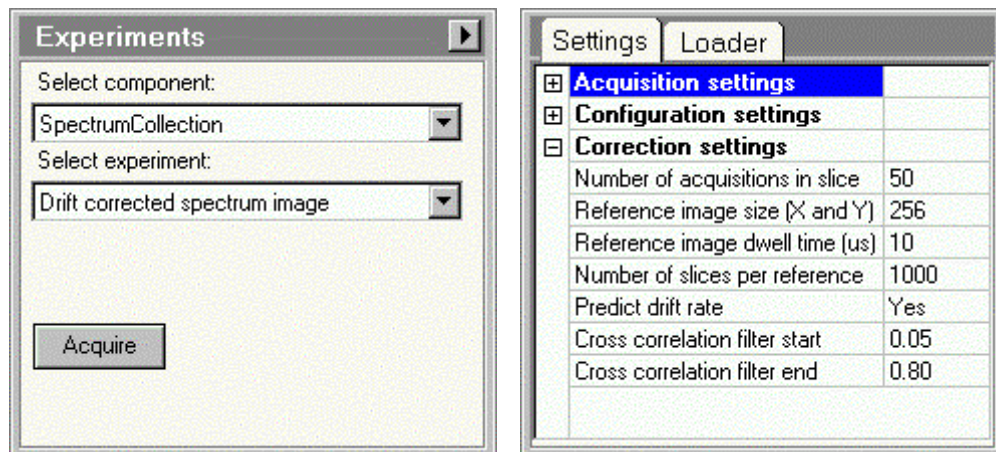 Experiments
Select component:
SpectrumCollection
Select experiment:
Drift corrected spectrum image
Acquire
Settings Loader
Acquisition settings
Configuration settings
Correction settings
Number of acquisitions in slice 50
Reference image size (X and Y) 256
Reference image dwell time (us) 10
Number of slices per reference 1000
Predict drift rate Yes
Cross correlation filter start 0.05
Cross correlation filter end 0.80